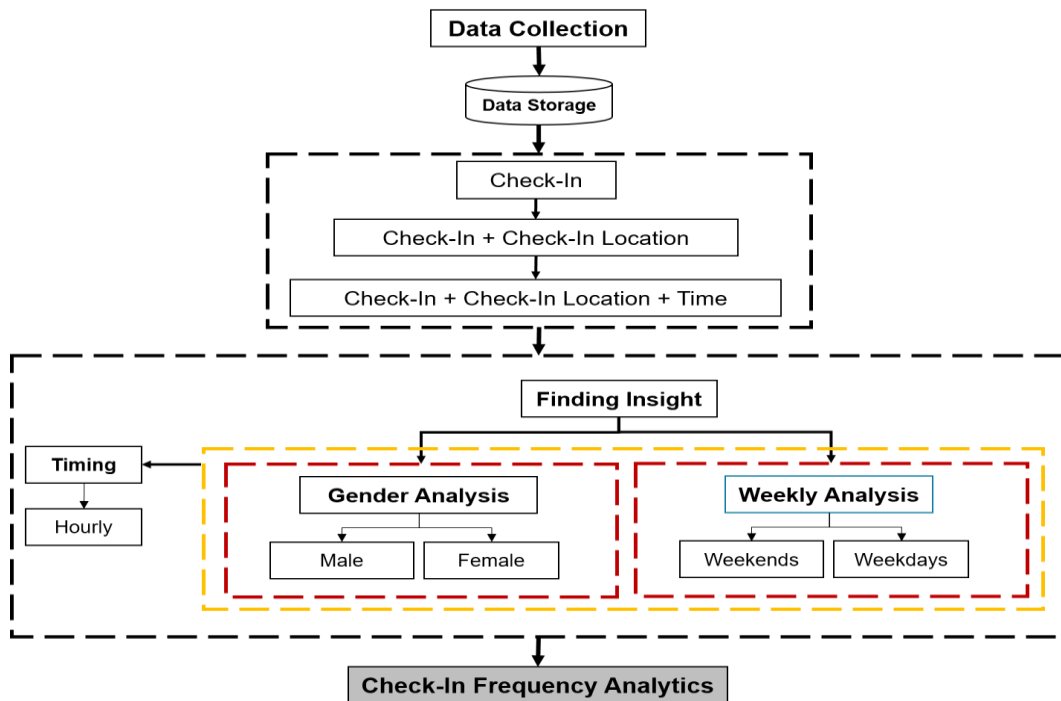 Data Collection
Data Storage
Check-In
Check-In + Check-In Location
Check-In + Check-In Location + Time
Finding Insight
Timing
Hourly
Gender Analysis
Male
Female
Weekly Analysis
Weekends
Weekdays
Check-In Frequency Analytics